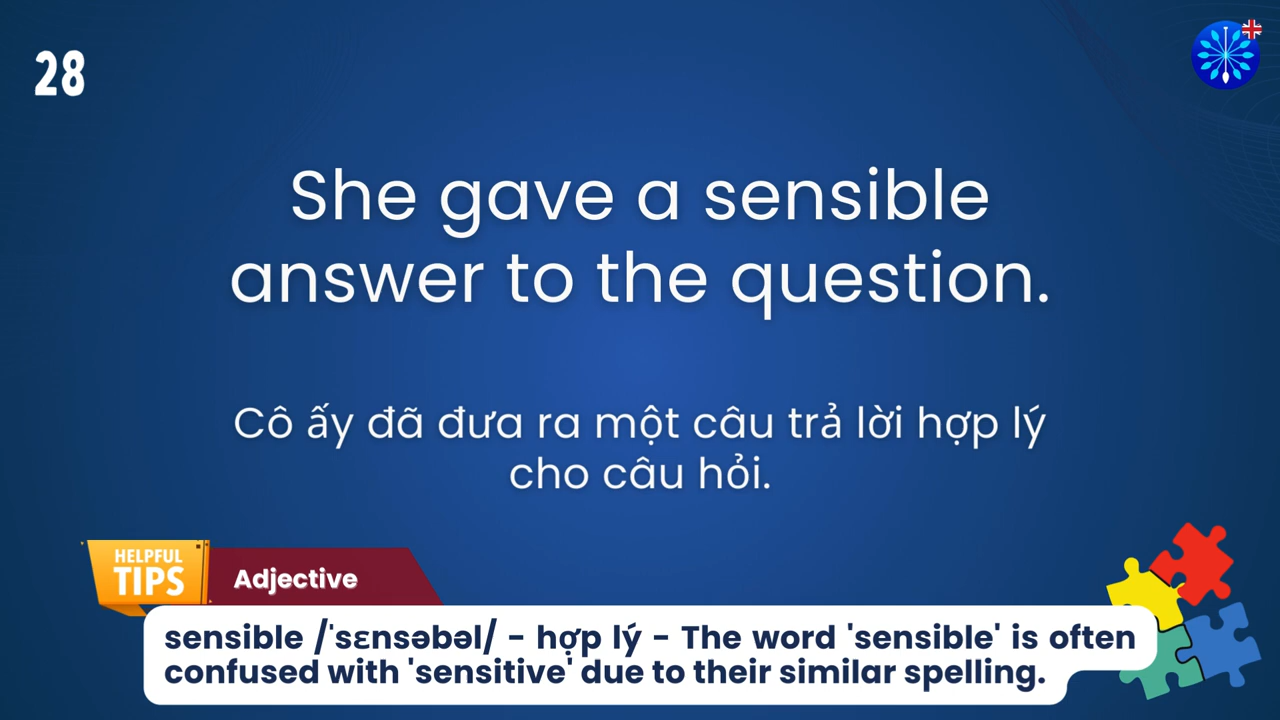 28
She gave a sensible
answer to the question.
Cô ấy đã đưa ra một câu trả lời hợp lý
cho câu hỏi.
HELPFUL
TIPS
Adjective
sensible /ˈsɛnsəbəl/ - hợp lý - The word 'sensible' is often
confused with 'sensitive' due to their similar spelling.